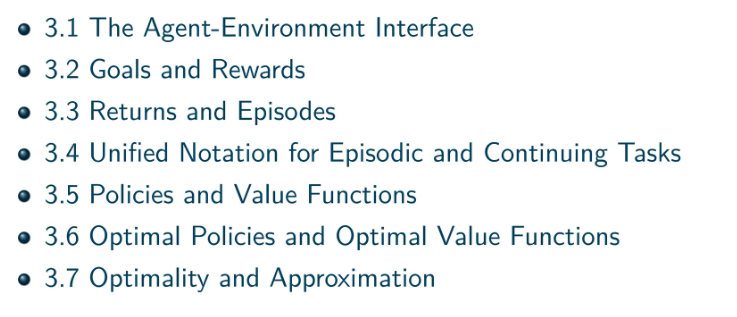 3.1 The Agent-Environment Interface
3.2 Goals and Rewards
3.3 Returns and Episodes
3.4 Unified Notation for Episodic and Continuing Tasks
3.5 Policies and Value Functions
3.6 Optimal Policies and Optimal Value Functions
3.7 Optimality and Approximation